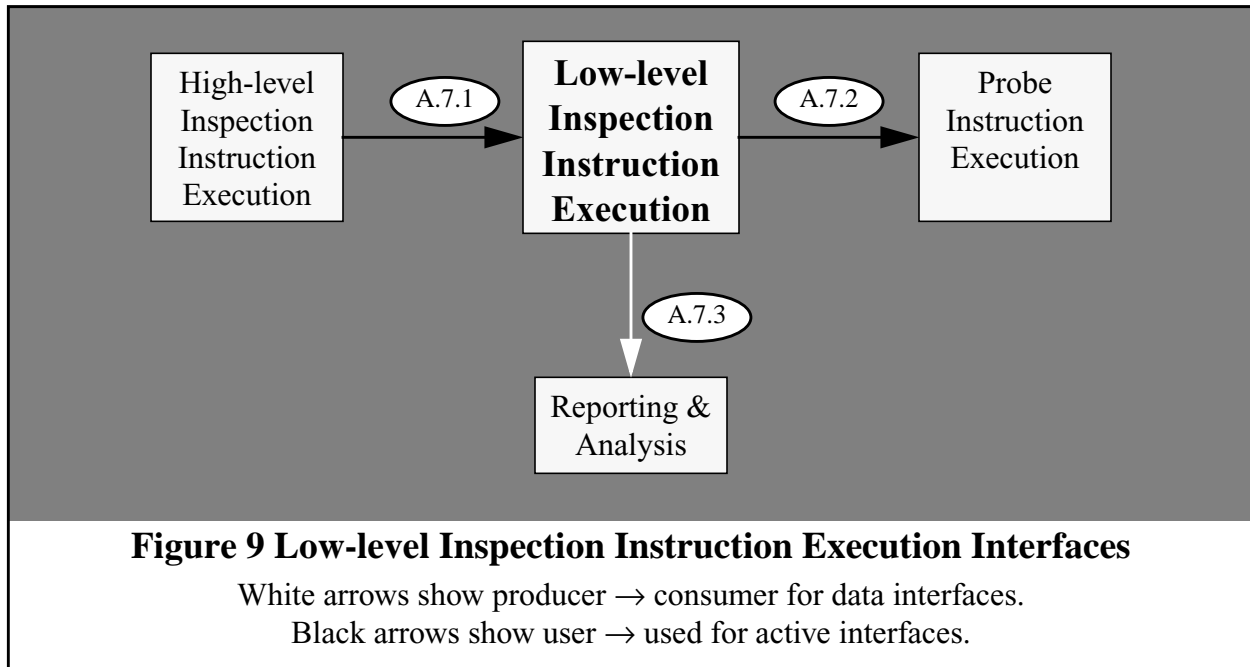 High-level
Inspection
Instruction
Execution
A.7.1
Low-level
Inspection
Instruction
Execution
A.7.2
Probe
Instruction
Execution
A.7.3
Reporting &
Analysis
Figure 9 Low-level Inspection Instruction Execution Interfaces
White arrows show producer → consumer for data interfaces.
Black arrows show user → used for active interfaces.